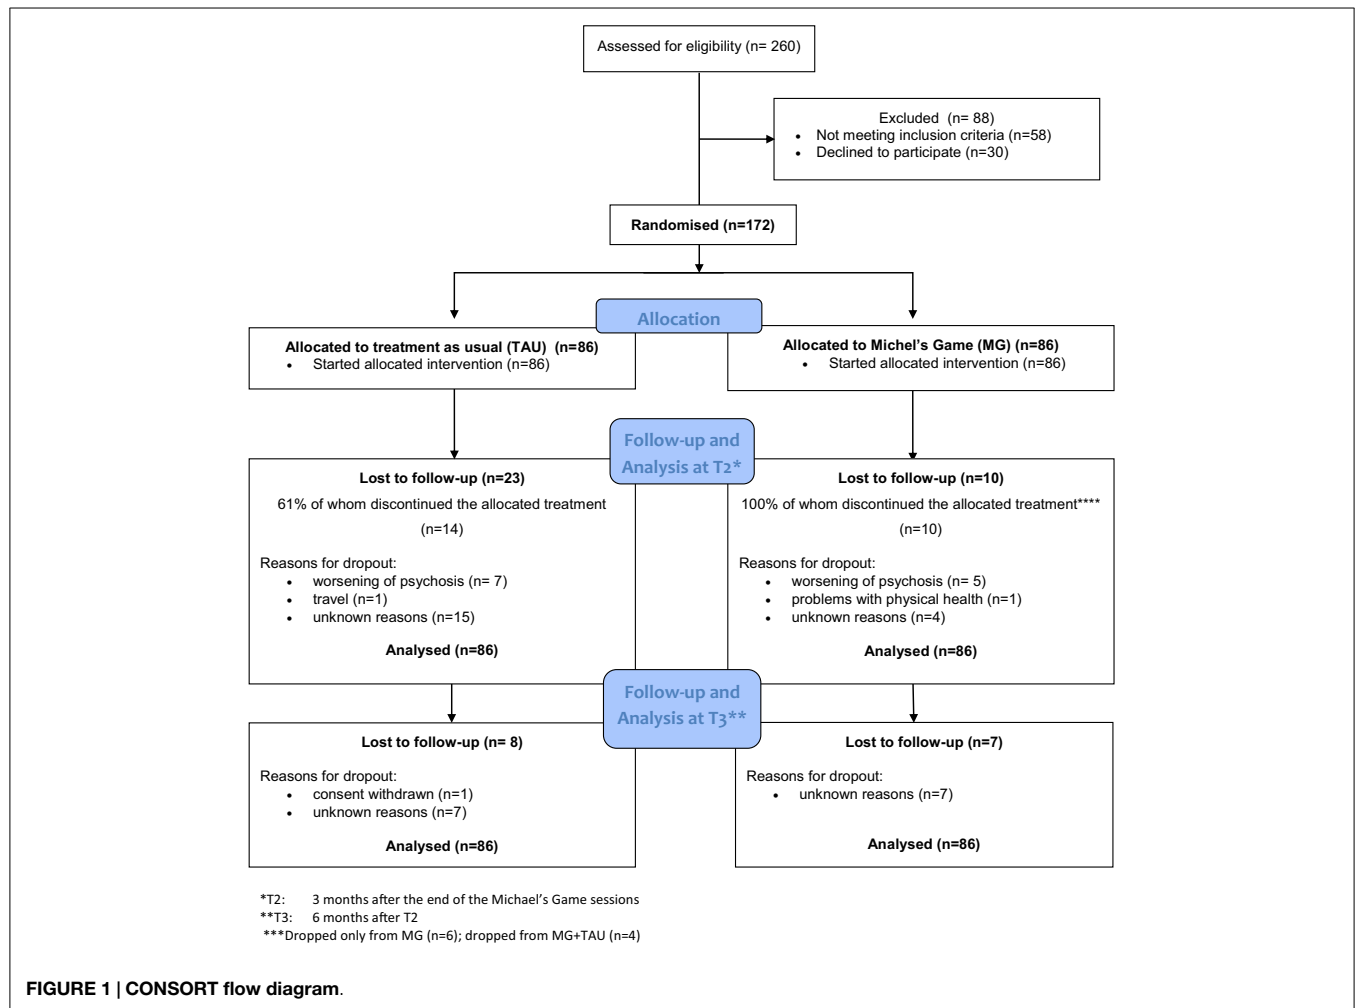 Assessed for eligibility (n= 260)
Excluded (n= 88)
• Not meeting inclusion criteria (n=58)
• Declined to participate (n=30)
Randomised (n=172)
Allocation
Allocated to treatment as usual (TAU) (n=86)
• Started allocated intervention (n=86)
Allocated to Michel's Game (MG) (n=86)
• Started allocated intervention (n=86)
Follow-up and
Analysis at T2*
Lost to follow-up (n=23)
61% of whom discontinued the allocated treatment
(n=14)
Reasons for dropout:
• worsening of psychosis (n= 7)
• travel (n=1)
• unknown reasons (n=15)
Analysed (n=86)
Lost to follow-up (n=10)
100% of whom discontinued the allocated treatment****
(n=10)
Reasons for dropout:
• worsening of psychosis (n= 5)
• problems with physical health (n=1)
• unknown reasons (n=4)
Analysed (n=86)
Follow-up and
Analysis at T3**
Lost to follow-up (n= 8)
Reasons for dropout:
• consent withdrawn (n=1)
• unknown reasons (n=7)
Analysed (n=86)
Lost to follow-up (n=7)
Reasons for dropout:
• unknown reasons (n=7)
Analysed (n=86)
*T2: 3 months after the end of the Michael's Game sessions
**T3: 6 months after T2
***Dropped only from MG (n=6); dropped from MG+TAU (n=4)
FIGURE 1 | CONSORT flow diagram.